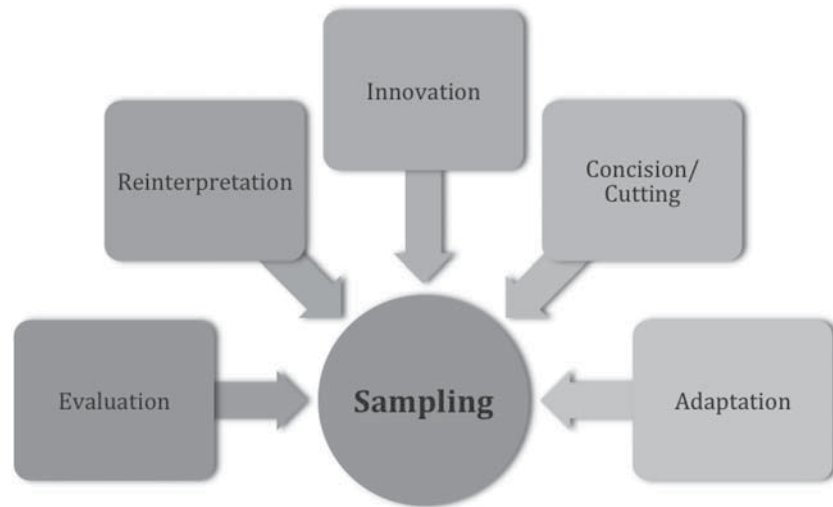 Innovation
Reinterpretation
Concision/
Cutting
Evaluation
Sampling
Adaptation